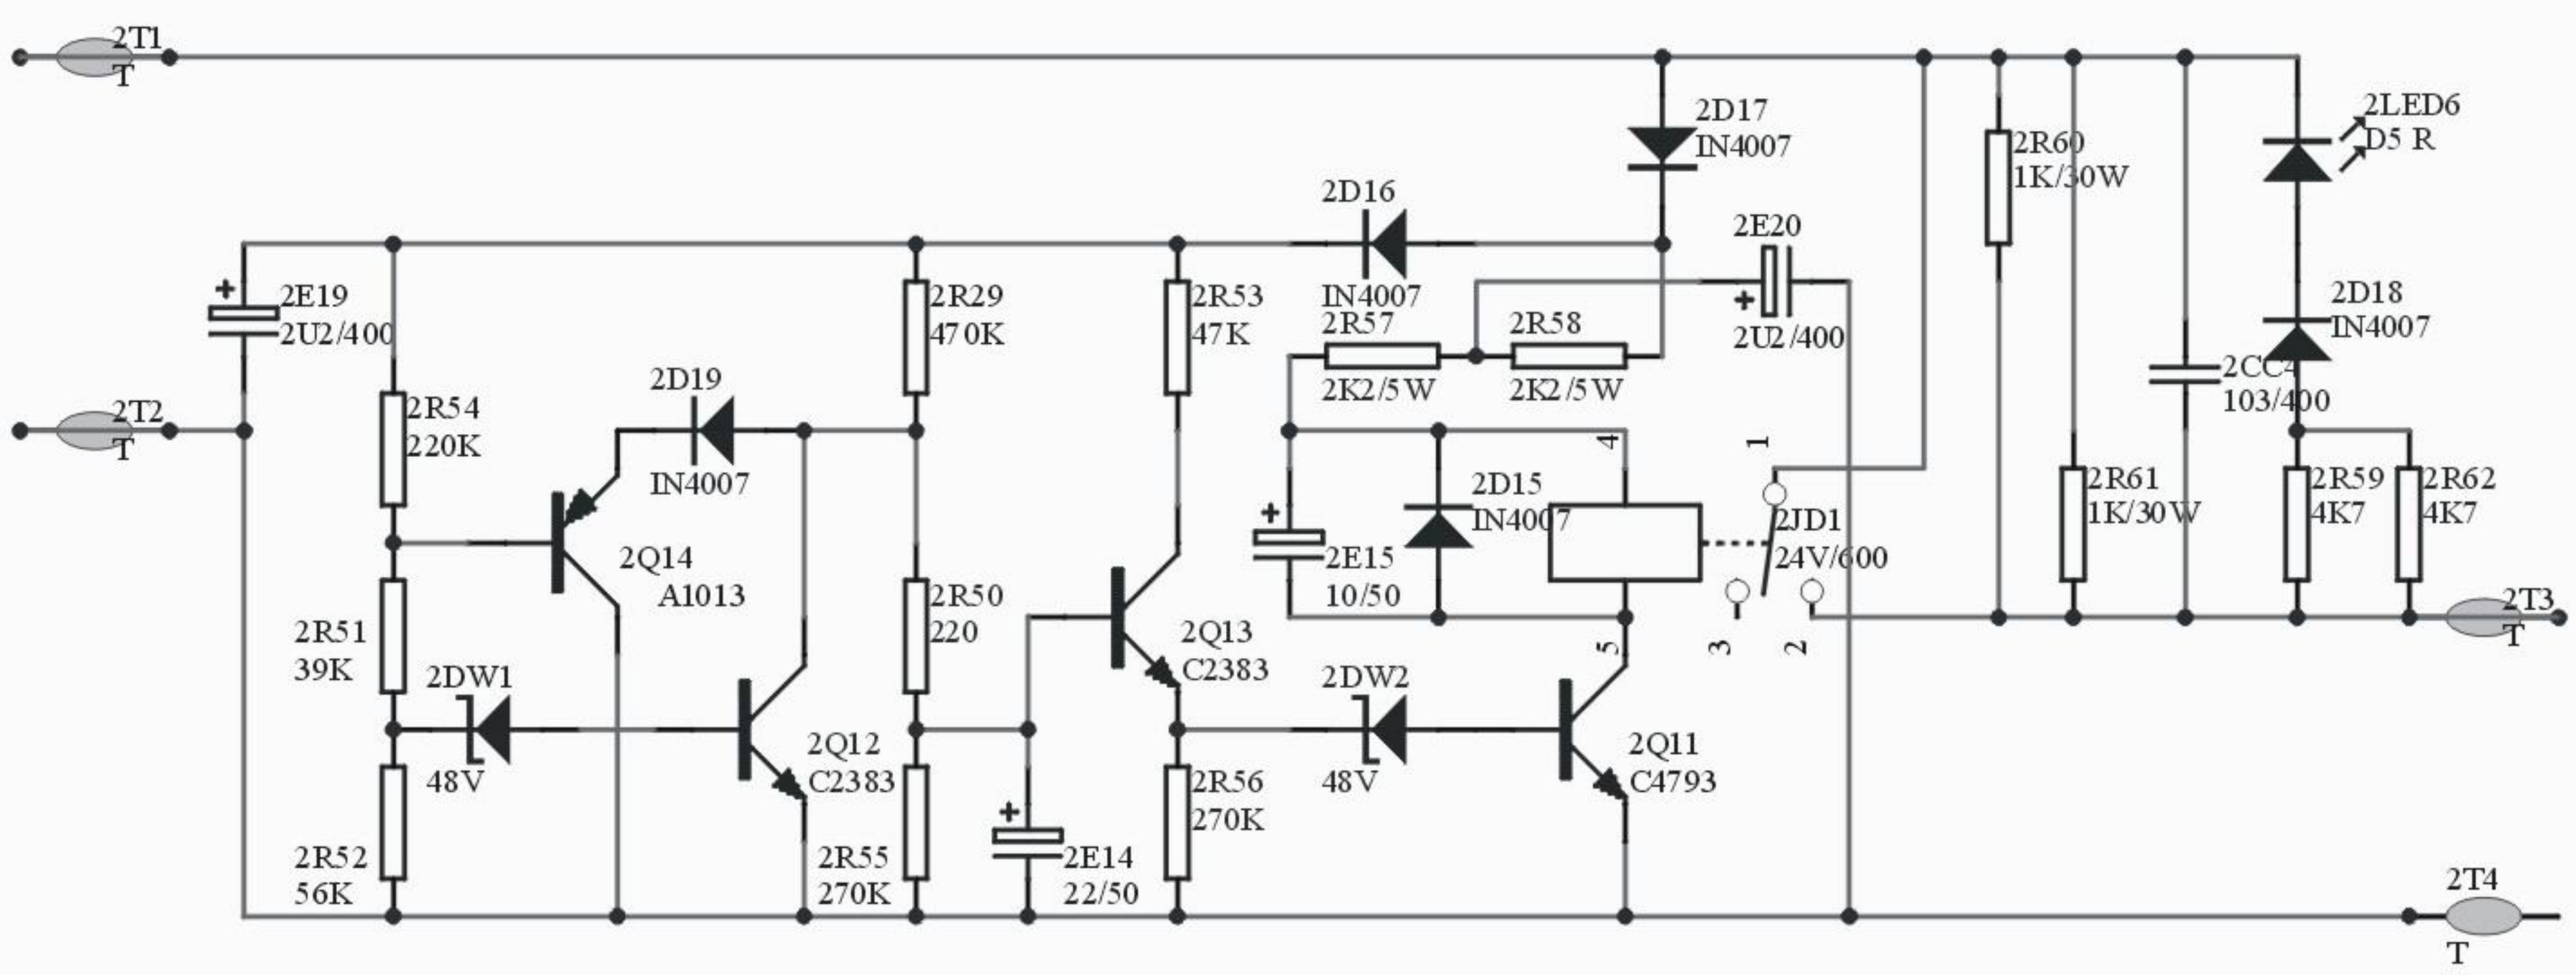 2T1
T
2LED6
D5 R
2D17
IN4007
2R60
1K/30W
2D16
IN4007
2E20
2U2/400
2E19
2U2/400
2R29
470K
2R53
47K
2R57
2K2/5W
2R58
2K2/5W
2D18
IN4007
2CC4
103/400
2D19
IN4007
2T2
T
2R54
220K
4
1
2D15
IN4007
2R61
1K/30W
2R59
4K7
2R62
4K7
2JD1
24V/600
2Q14
A1013
2E15
10/50
2R50
220
2T3
T
2R51
39K
2Q13
C2383
5
3
2
2DW1
48V
2DW2
48V
2Q12
C2383
2Q11
C4793
2R56
270K
2R52
56K
2R55
270K
2E14
22/50
2T4
T
+
+
+
+